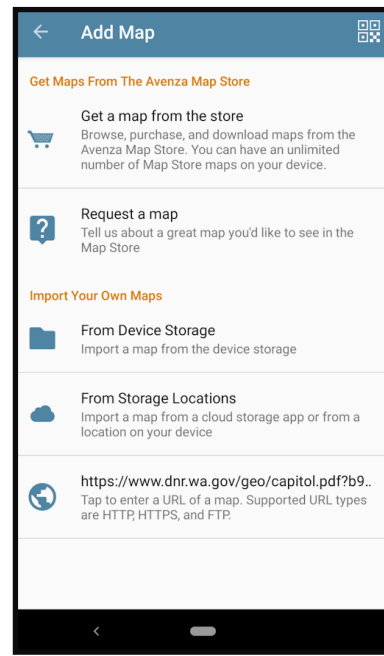 Add Map
Get Maps From The Avenza Map Store
Get a map from the store
Browse, purchase, and download maps from the
Avenza Map Store. You can have an unlimited
number of Map Store maps on your device.
Request a map
Tell us about a great map you'd like to see in the
Map Store
Import Your Own Maps
From Device Storage
Import a map from the device storage
From Storage Locations
Import a map from a cloud storage app or from a
location on your device
https://www.dnr.wa.gov/geo/capitol.pdf?b9..
Tap to enter a URL of a map. Supported URL types
are HTTP, HTTPS, and FTP.